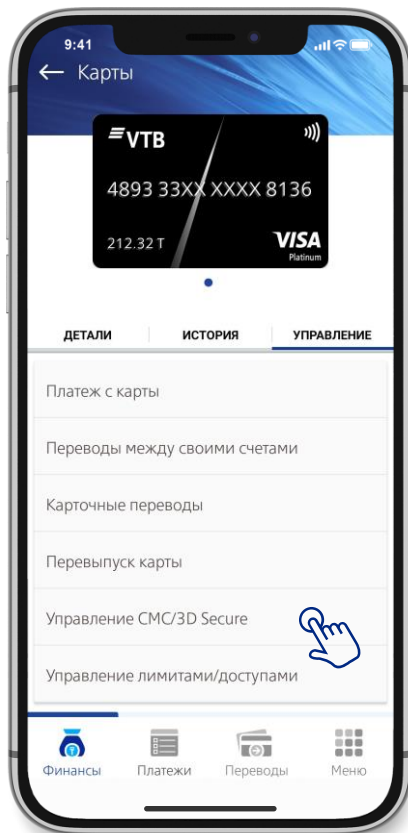 9:41
← Карты
VTB
4893 33XX XXXX 8136
212.32 T
VISA
Platinum
ДЕТАЛИ
ИСТОРИЯ
УПРАВЛЕНИЕ
Платеж с карты
Переводы между своими счетами
Карточные переводы
Перевыпуск карты
Управление СМС/3D Secure
Управление лимитами/доступами
Финансы
Платежи
Переводы
Меню